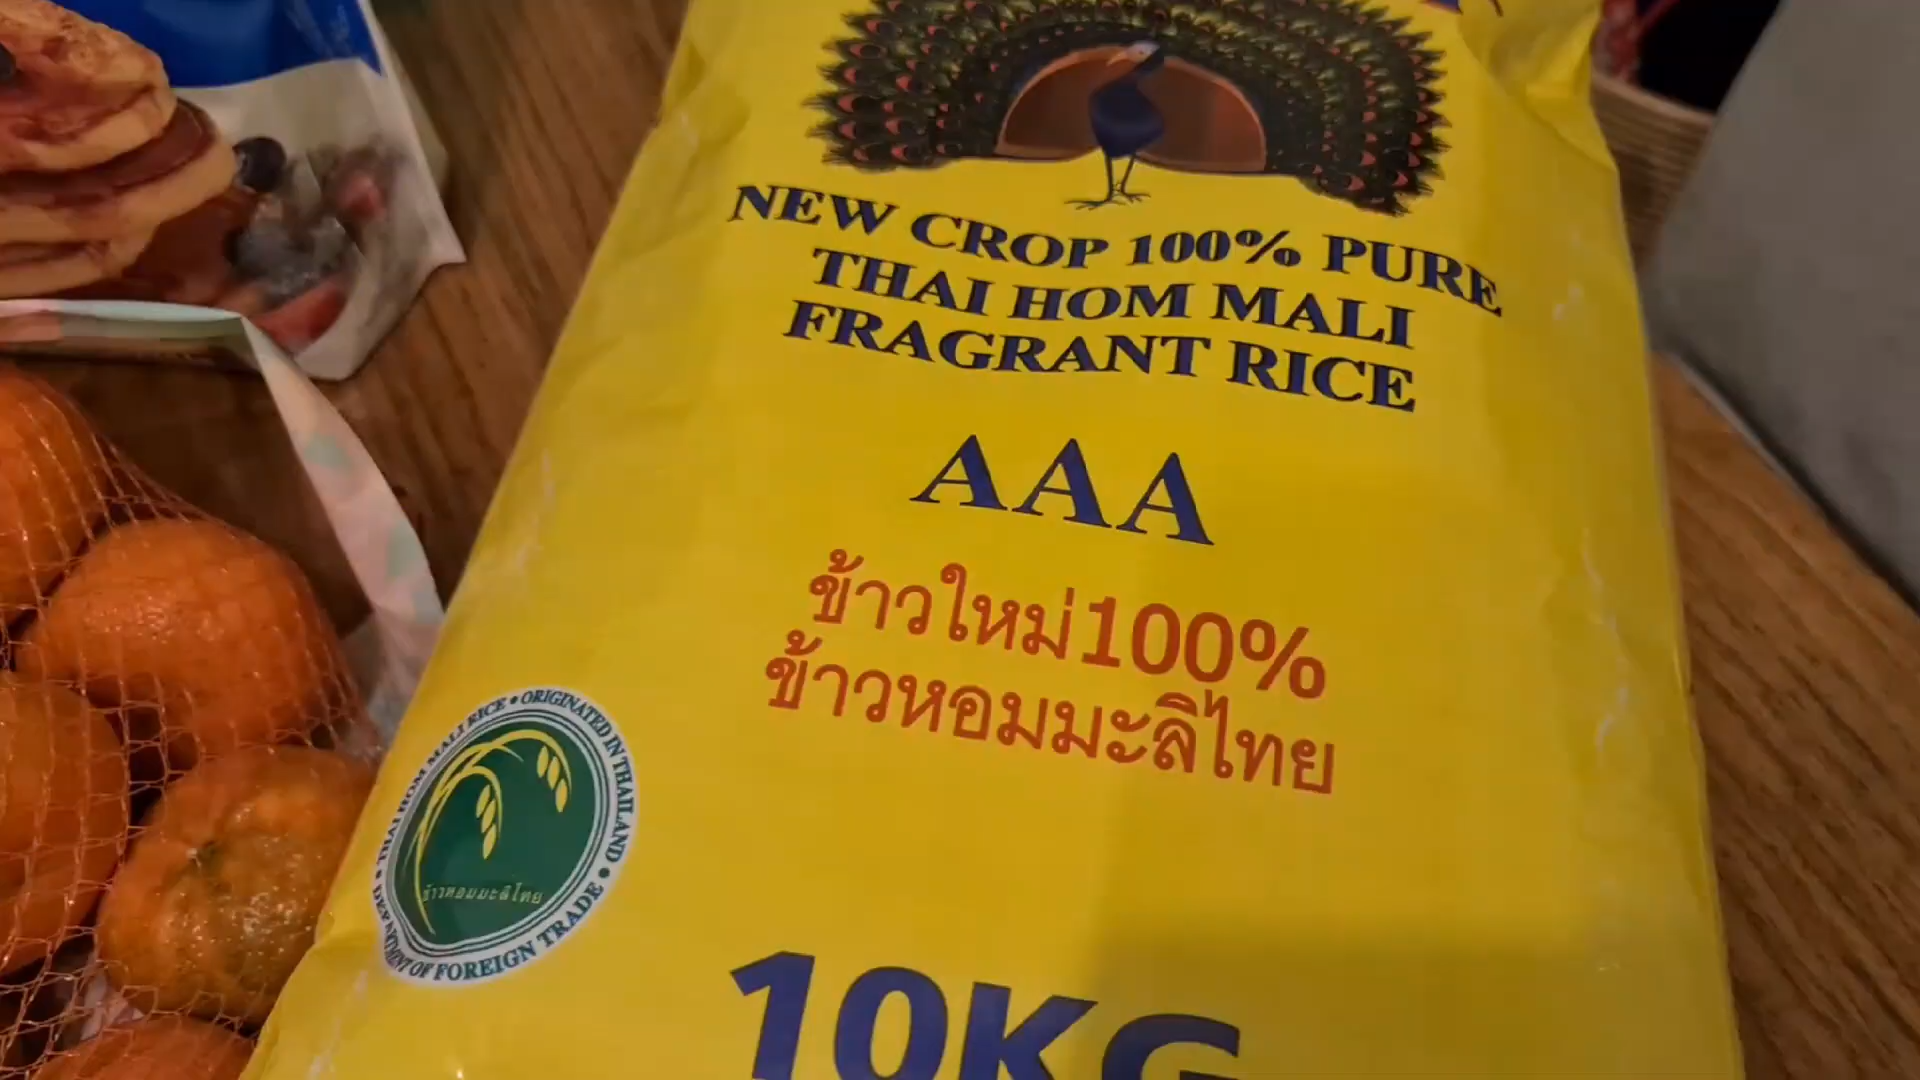 NEW CROP 100% PURE
THAI HOM MALI
FRAGRANT RICE
AAA
ข้าวใหม่100%
ข้าวหอมมะลิไทย
THAI HOM MALI RICE • ORIGINATED IN THAILAND •
DEPARTMENT OF FOREIGN TRADE •
ข้าวหอมมะลิไทย
10KG